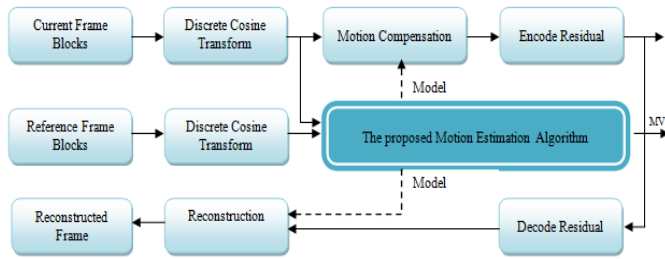 Current Frame
Blocks
Discrete Cosine
Transform
Motion Compensation
Encode Residual
Model
Reference Frame
Blocks
Discrete Cosine
Transform
The proposed Motion Estimation Algorithm
MV
Model
Reconstructed
Frame
Reconstruction
Decode Residual